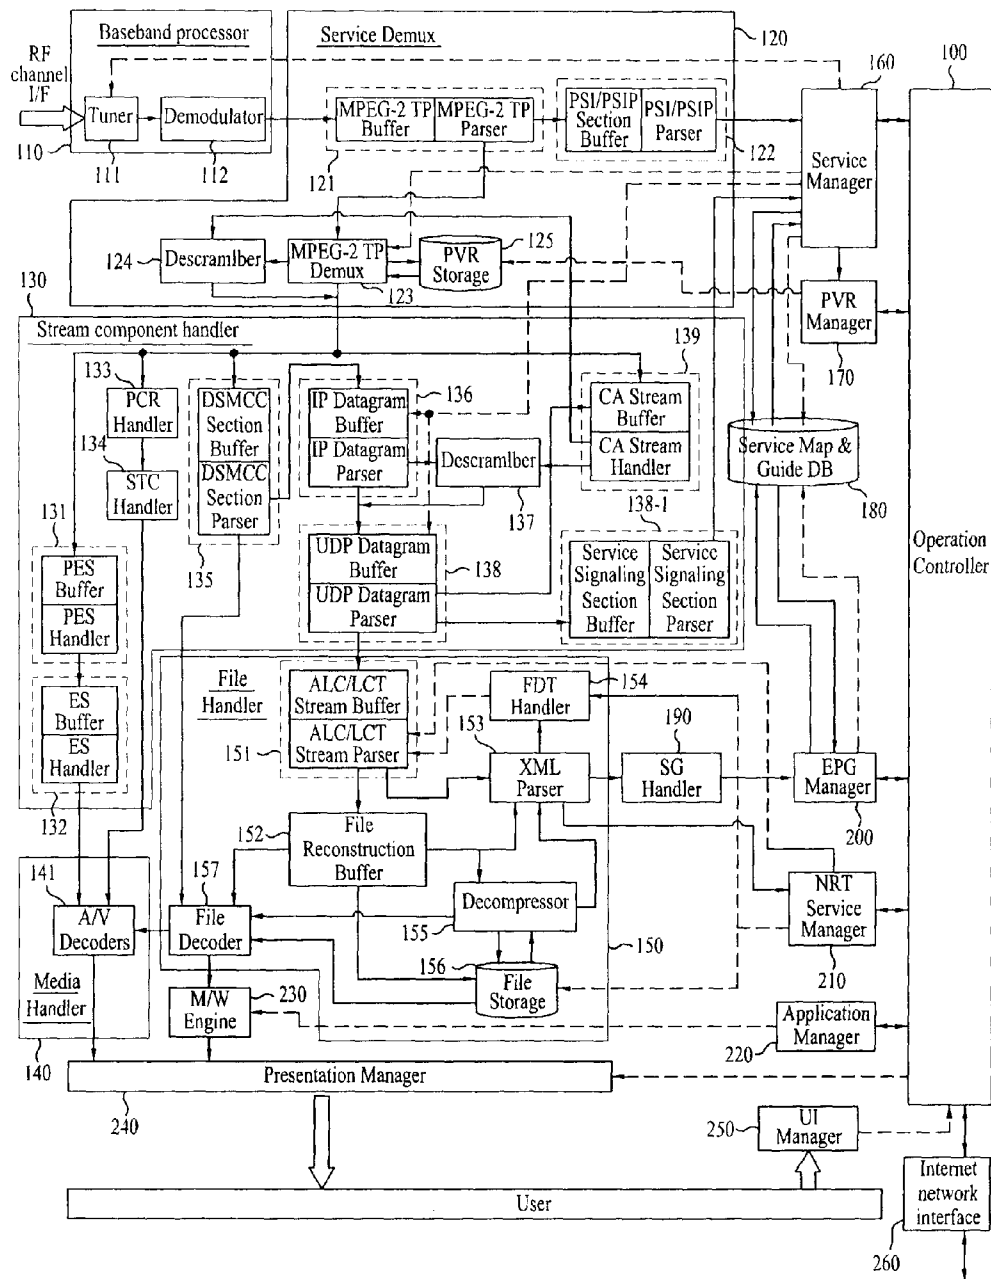 Baseband processor
Service Demux
120
RF
channel
I/F
160
100
Tuner
Demodulator
MPEG-2 TP
Buffer
MPEG-2 TP
Parser
PSI/PSIP
Section
Buffer
PSI/PSIP
Parser
110
111
112
121
122
Service
Manager
124
Descramlber
MPEG-2 TP
Demux
125
PVR
Storage
123
130
Stream component handler
PVR
Manager
170
139
133
PCR
Handler
134
STC
Handler
DSMCC
Section
Buffer
DSMCC
Section
Parser
135
136
IP Datagram
Buffer
IP Datagram
Parser
Descramlber
137
CA Stream
Buffer
CA Stream
Handler
138-1
Service Map &
Guide DB
180
Operation
Controller
131
PES
Buffer
PES
Handler
UDP Datagram
Buffer
UDP Datagram
Parser
138
Service
Signaling
Section
Buffer
Service
Signaling
Section
Parser
File
Handler
ES
Buffer
ES
Handler
132
ALC/LCT
Stream Buffer
ALC/LCT
Stream Parser
151
FDT
Handler
154
153
XML
Parser
190
SG
Handler
EPG
Manager
200
152
File
Reconstruction
Buffer
157
141
A/V
Decoders
File
Decoder
Decompressor
155
156
File
Storage
150
NRT
Service
Manager
210
Media
Handler
M/W
Engine
230
Application
Manager
220
140
Presentation Manager
240
250
UI
Manager
User
Internet
network
interface
260